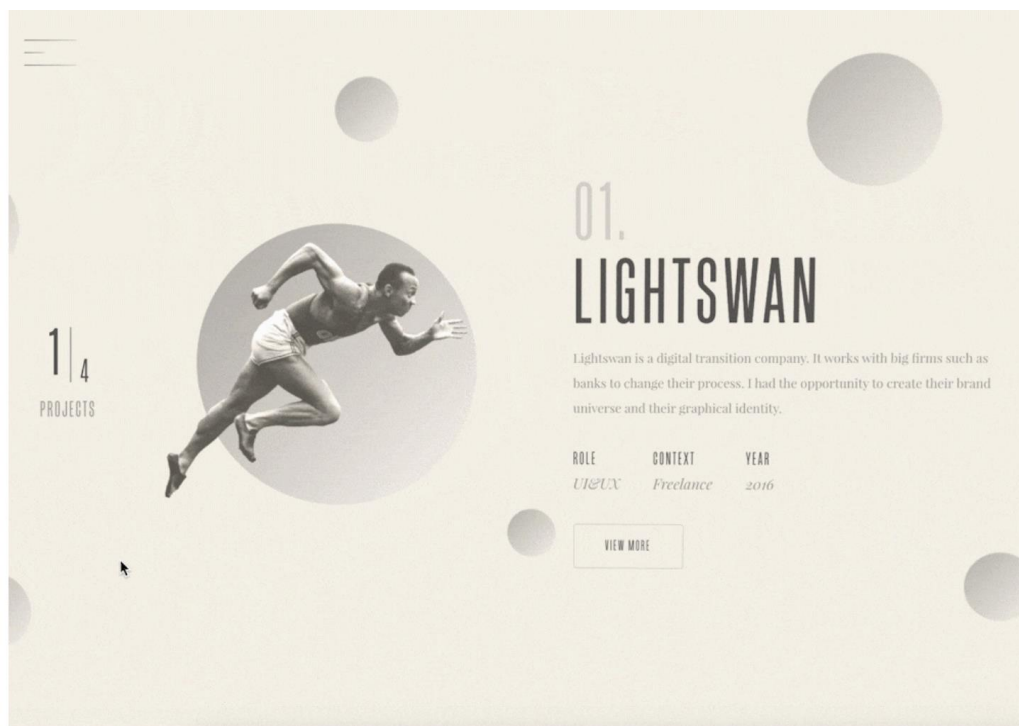 01.
LIGHTSWAN
Lightswan is a digital transition company. It works with big firms such as
banks to change their process. I had the opportunity to create their brand
universe and their graphical identity.
ROLE CONTEXT YEAR
UI&UX Freelance 2016
VIEW MORE
1 | 4
PROJECTS